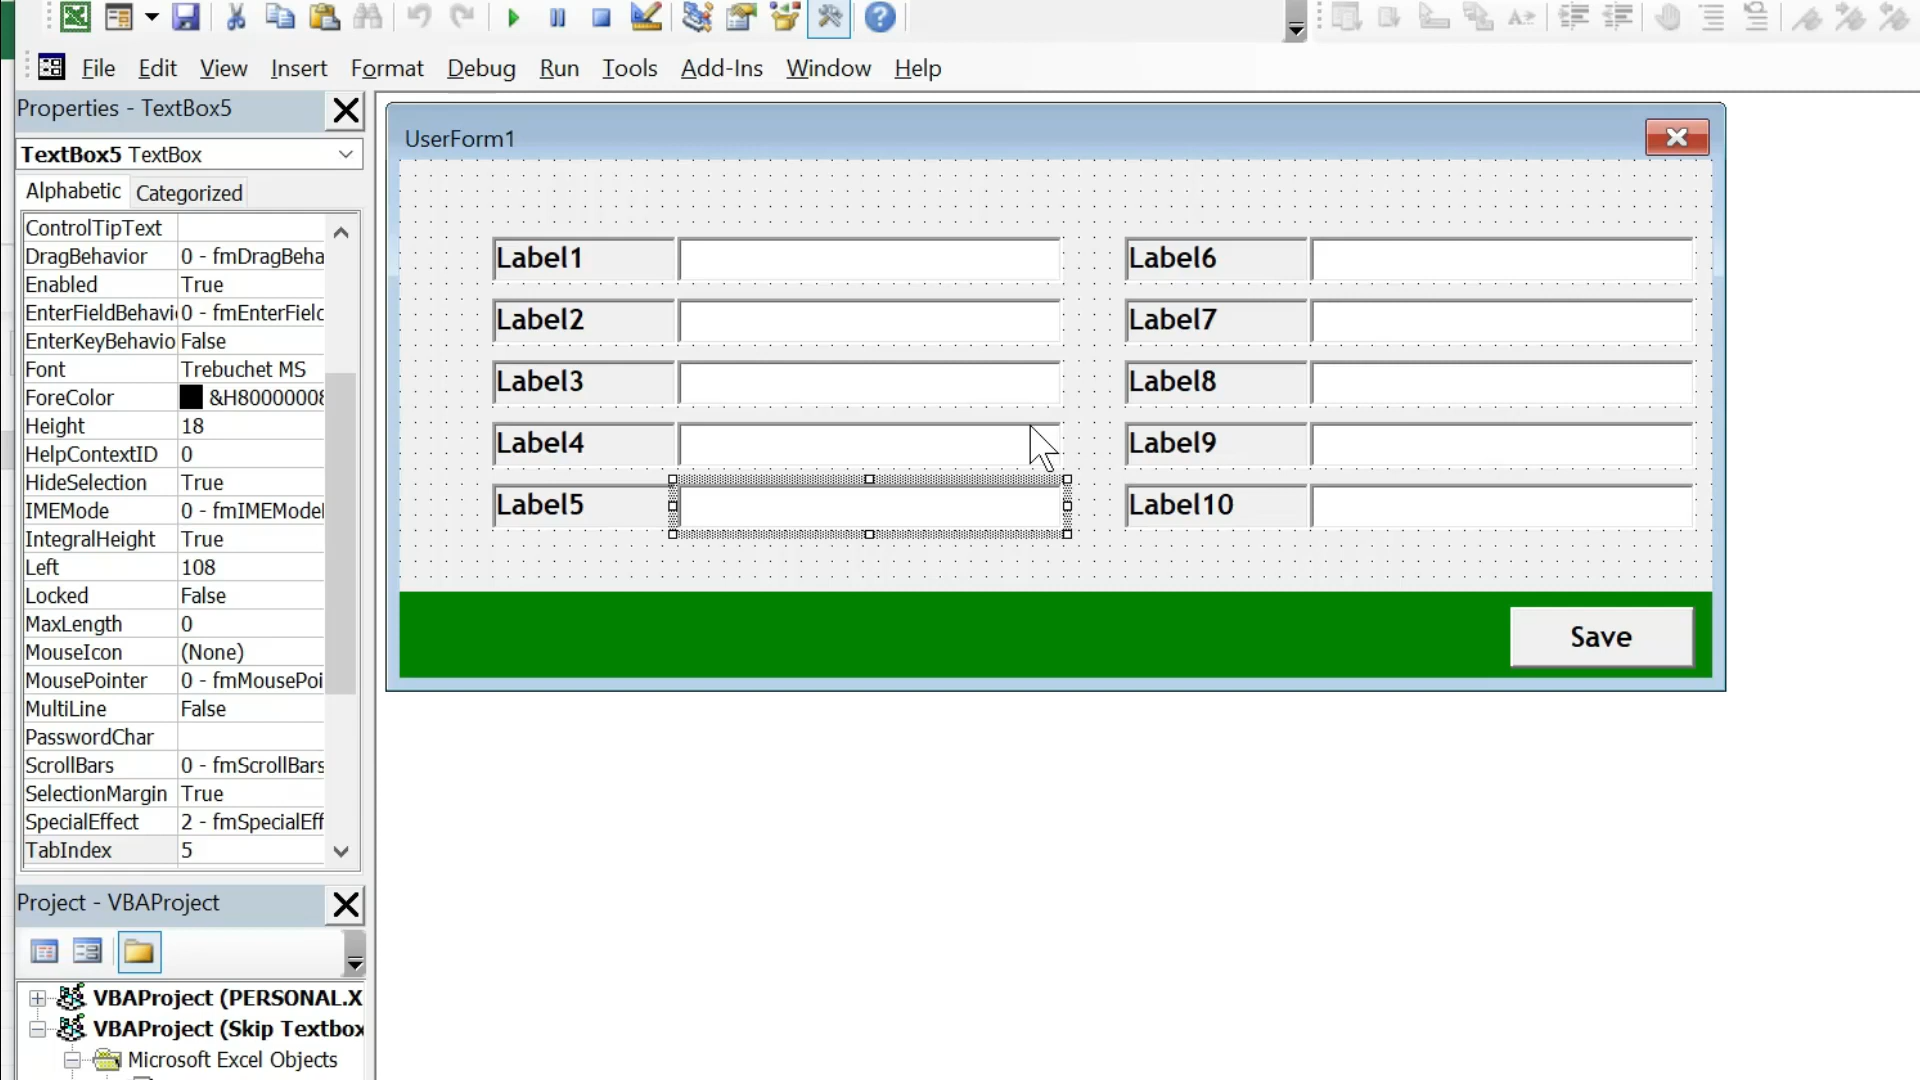 File Edit View Insert Format Debug Run Tools Add-Ins Window Help
Properties - TextBox5
TextBox5 TextBox
Alphabetic Categorized
ControlTipText
DragBehavior 0 - fmDragBeha
Enabled True
EnterFieldBehavi 0 - fmEnterField
EnterKeyBehavio False
Font Trebuchet MS
ForeColor &H80000008
Height 18
HelpContextID 0
HideSelection True
IMEMode 0 - fmIMEMode
IntegralHeight True
Left 108
Locked False
MaxLength 0
MouseIcon (None)
MousePointer 0 - fmMousePoi
MultiLine False
PasswordChar
ScrollBars 0 - fmScrollBars
SelectionMargin True
SpecialEffect 2 - fmSpecialEff
TabIndex 5
Project - VBAProject
VBAProject (PERSONAL.X
VBAProject (Skip Textbox
Microsoft Excel Objects
UserForm1
Label1
Label2
Label3
Label4
Label5
Label6
Label7
Label8
Label9
Label10
Save